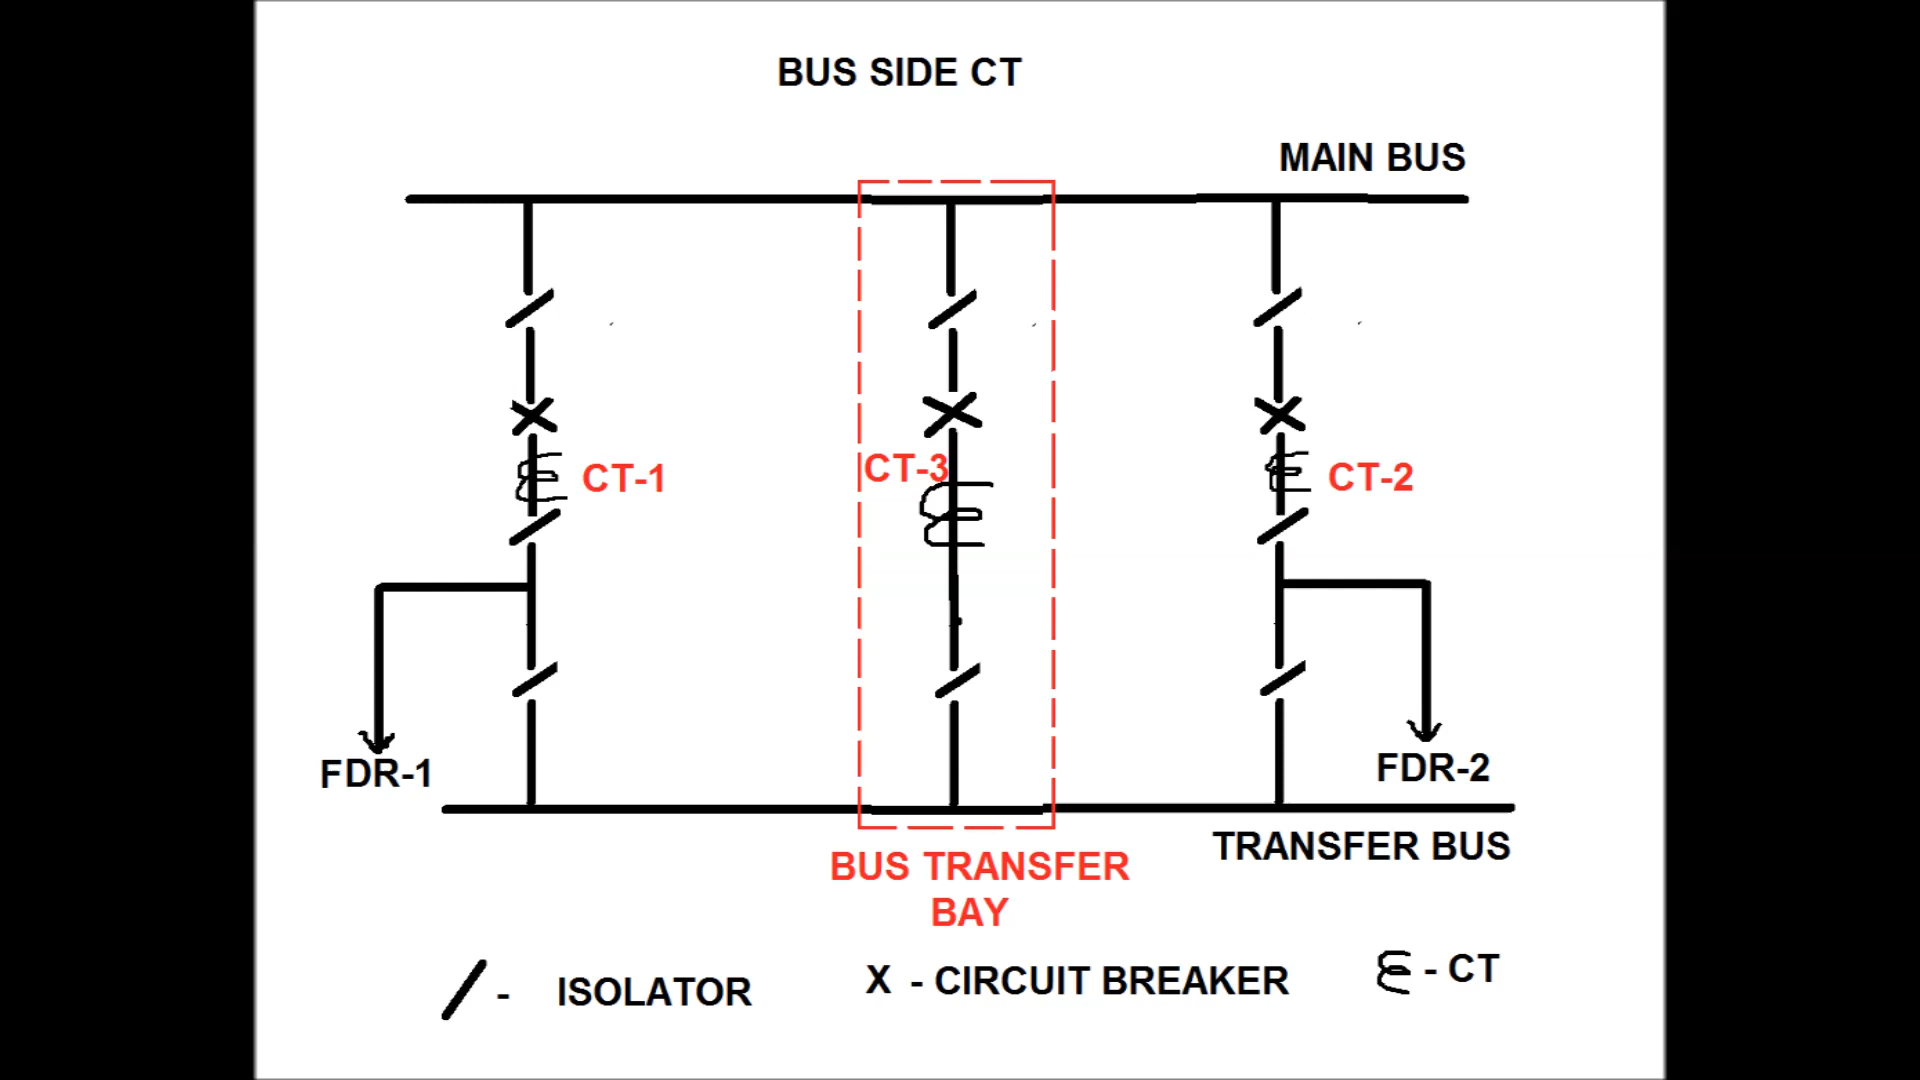 BUS SIDE CT
MAIN BUS
CT-1
CT-3
CT-2
FDR-1
FDR-2
TRANSFER BUS
BUS TRANSFER
BAY
- ISOLATOR
X - CIRCUIT BREAKER
- CT